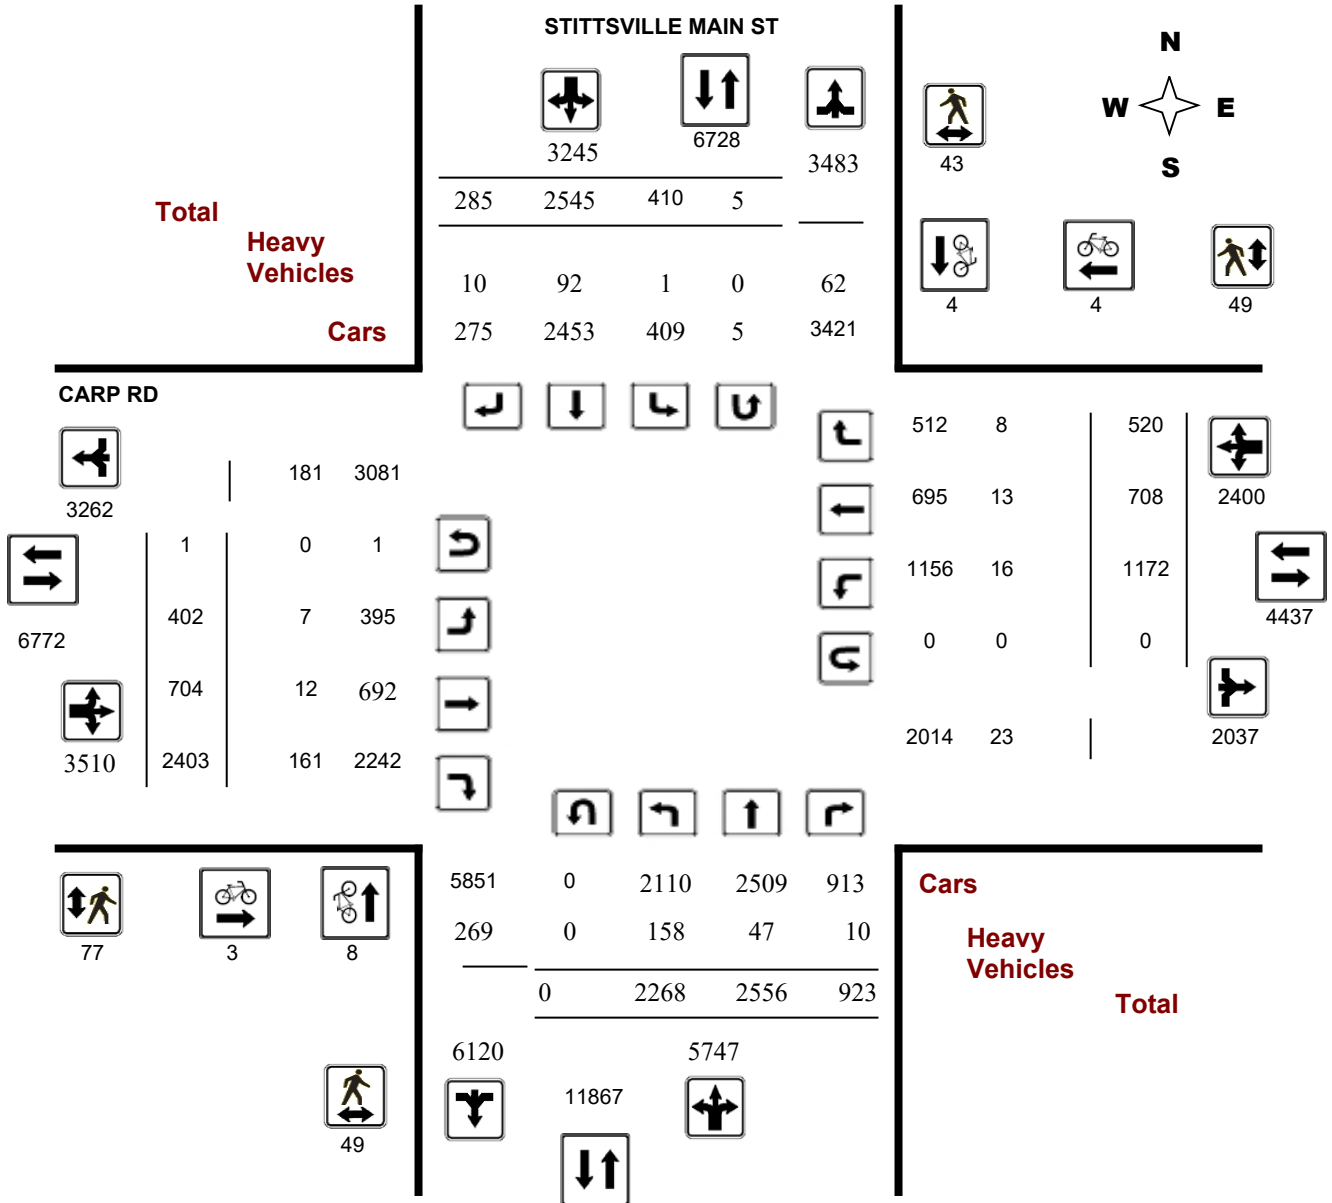 STITTSVILLE MAIN ST
N
W E
S
3245 6728 3483 43
Total 285 2545 410 5
Heavy
Vehicles
10 92 1 0 62
4 4 49
Cars 275 2453 409 5 3421
CARP RD
512 8 520
181 3081
3262
695 13 708 2400
1 0 1
1156 16 1172
402 7 395
4437
6772
0 0 0
704 12 692
2014 23 2037
3510 2403 161 2242
5851 0 2110 2509 913 Cars
269 0 158 47 10 Heavy
Vehicles
77 3 8
0 2268 2556 923 Total
6120 5747
11867
49